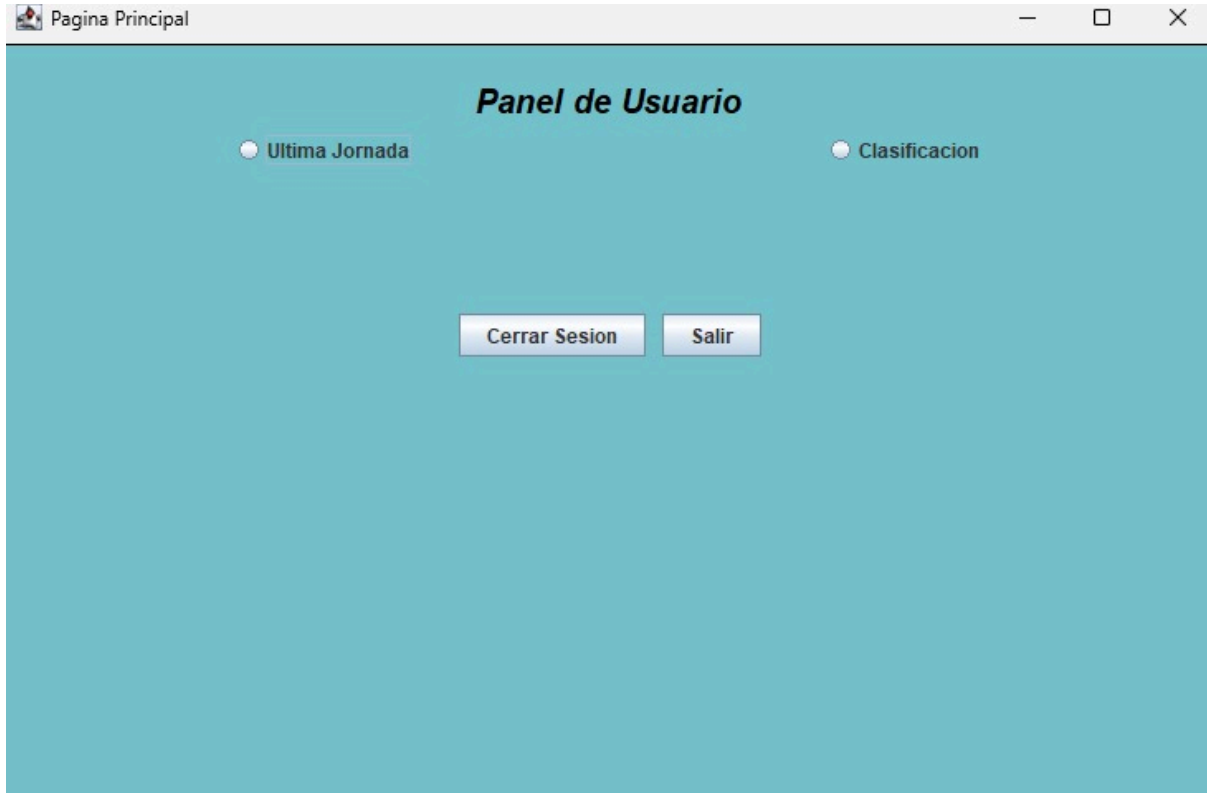 Pagina Principal
Panel de Usuario
Ultima Jornada
Clasificacion
Cerrar Sesion
Salir